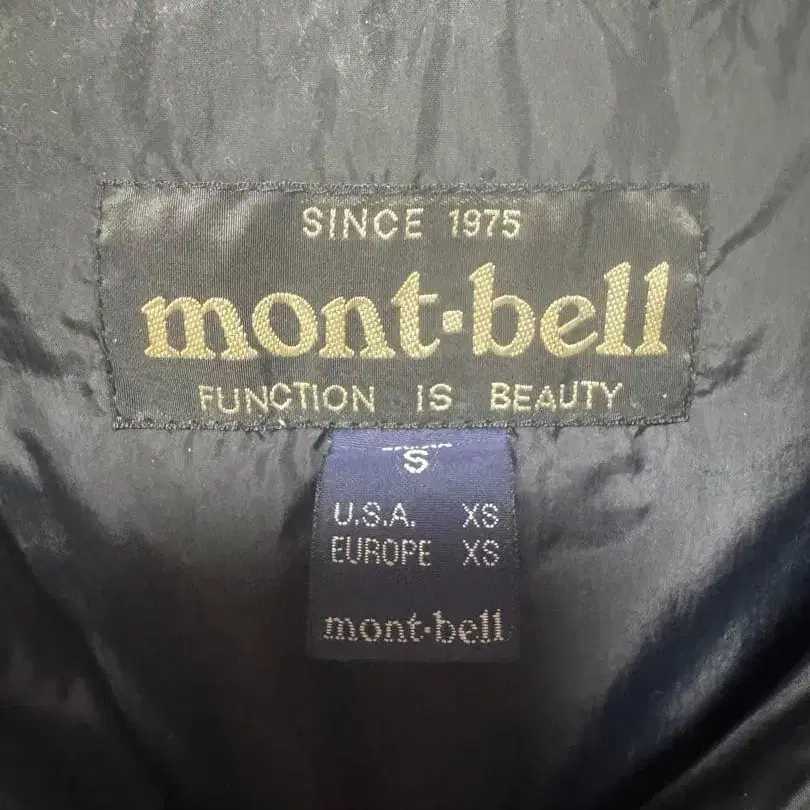 SINCE 1975
mont·bell
FUNCTION IS BEAUTY
S
U.S.A. XS
EUROPE XS
mont·bell